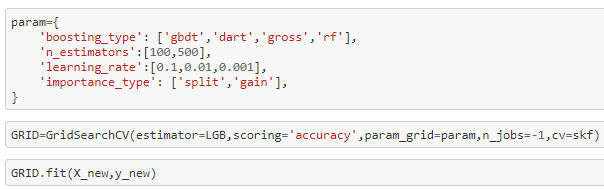 param={
    'boosting_type': ['gbdt','dart','gross','rf'],
    'n_estimators':[100,500],
    'learning_rate':[0.1,0.01,0.001],
    'importance_type': ['split','gain'],
}
GRID=GridSearchCV(estimator=LGB,scoring='accuracy',param_grid=param,n_jobs=-1,cv=skf)
GRID.fit(X_new,y_new)